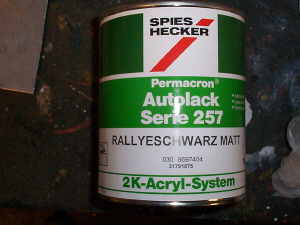 SPIES
HECKER
Permacron®
Autolack
Serie 257
RALLYESCHWARZ MATT
2K-Acryl-System